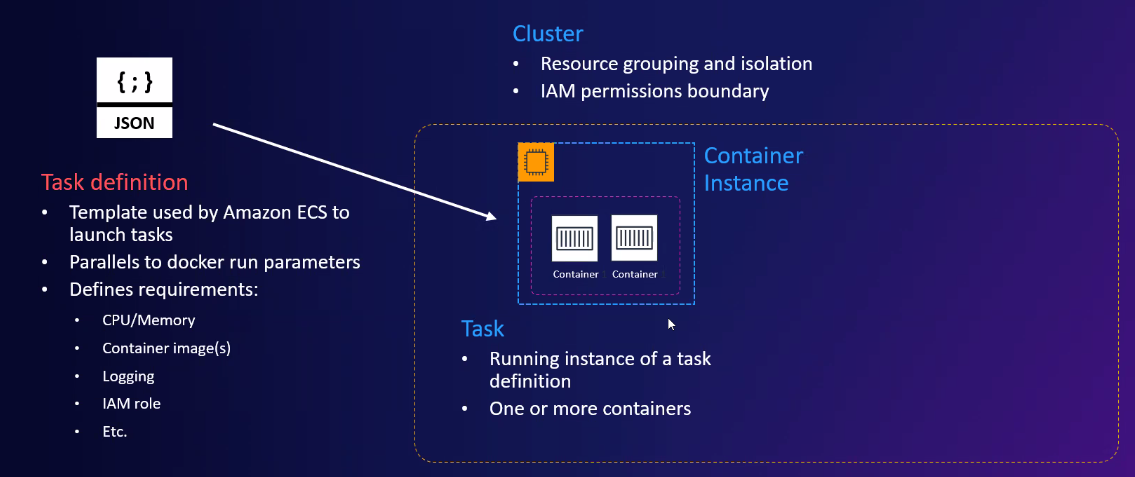 { ; }
JSON
Task definition
• Template used by Amazon ECS to
launch tasks
• Parallels to docker run parameters
• Defines requirements:
• CPU/Memory
• Container image(s)
• Logging
• IAM role
• Etc.
Cluster
• Resource grouping and isolation
• IAM permissions boundary
Container
Instance
Container
Container
Task
• Running instance of a task
definition
• One or more containers